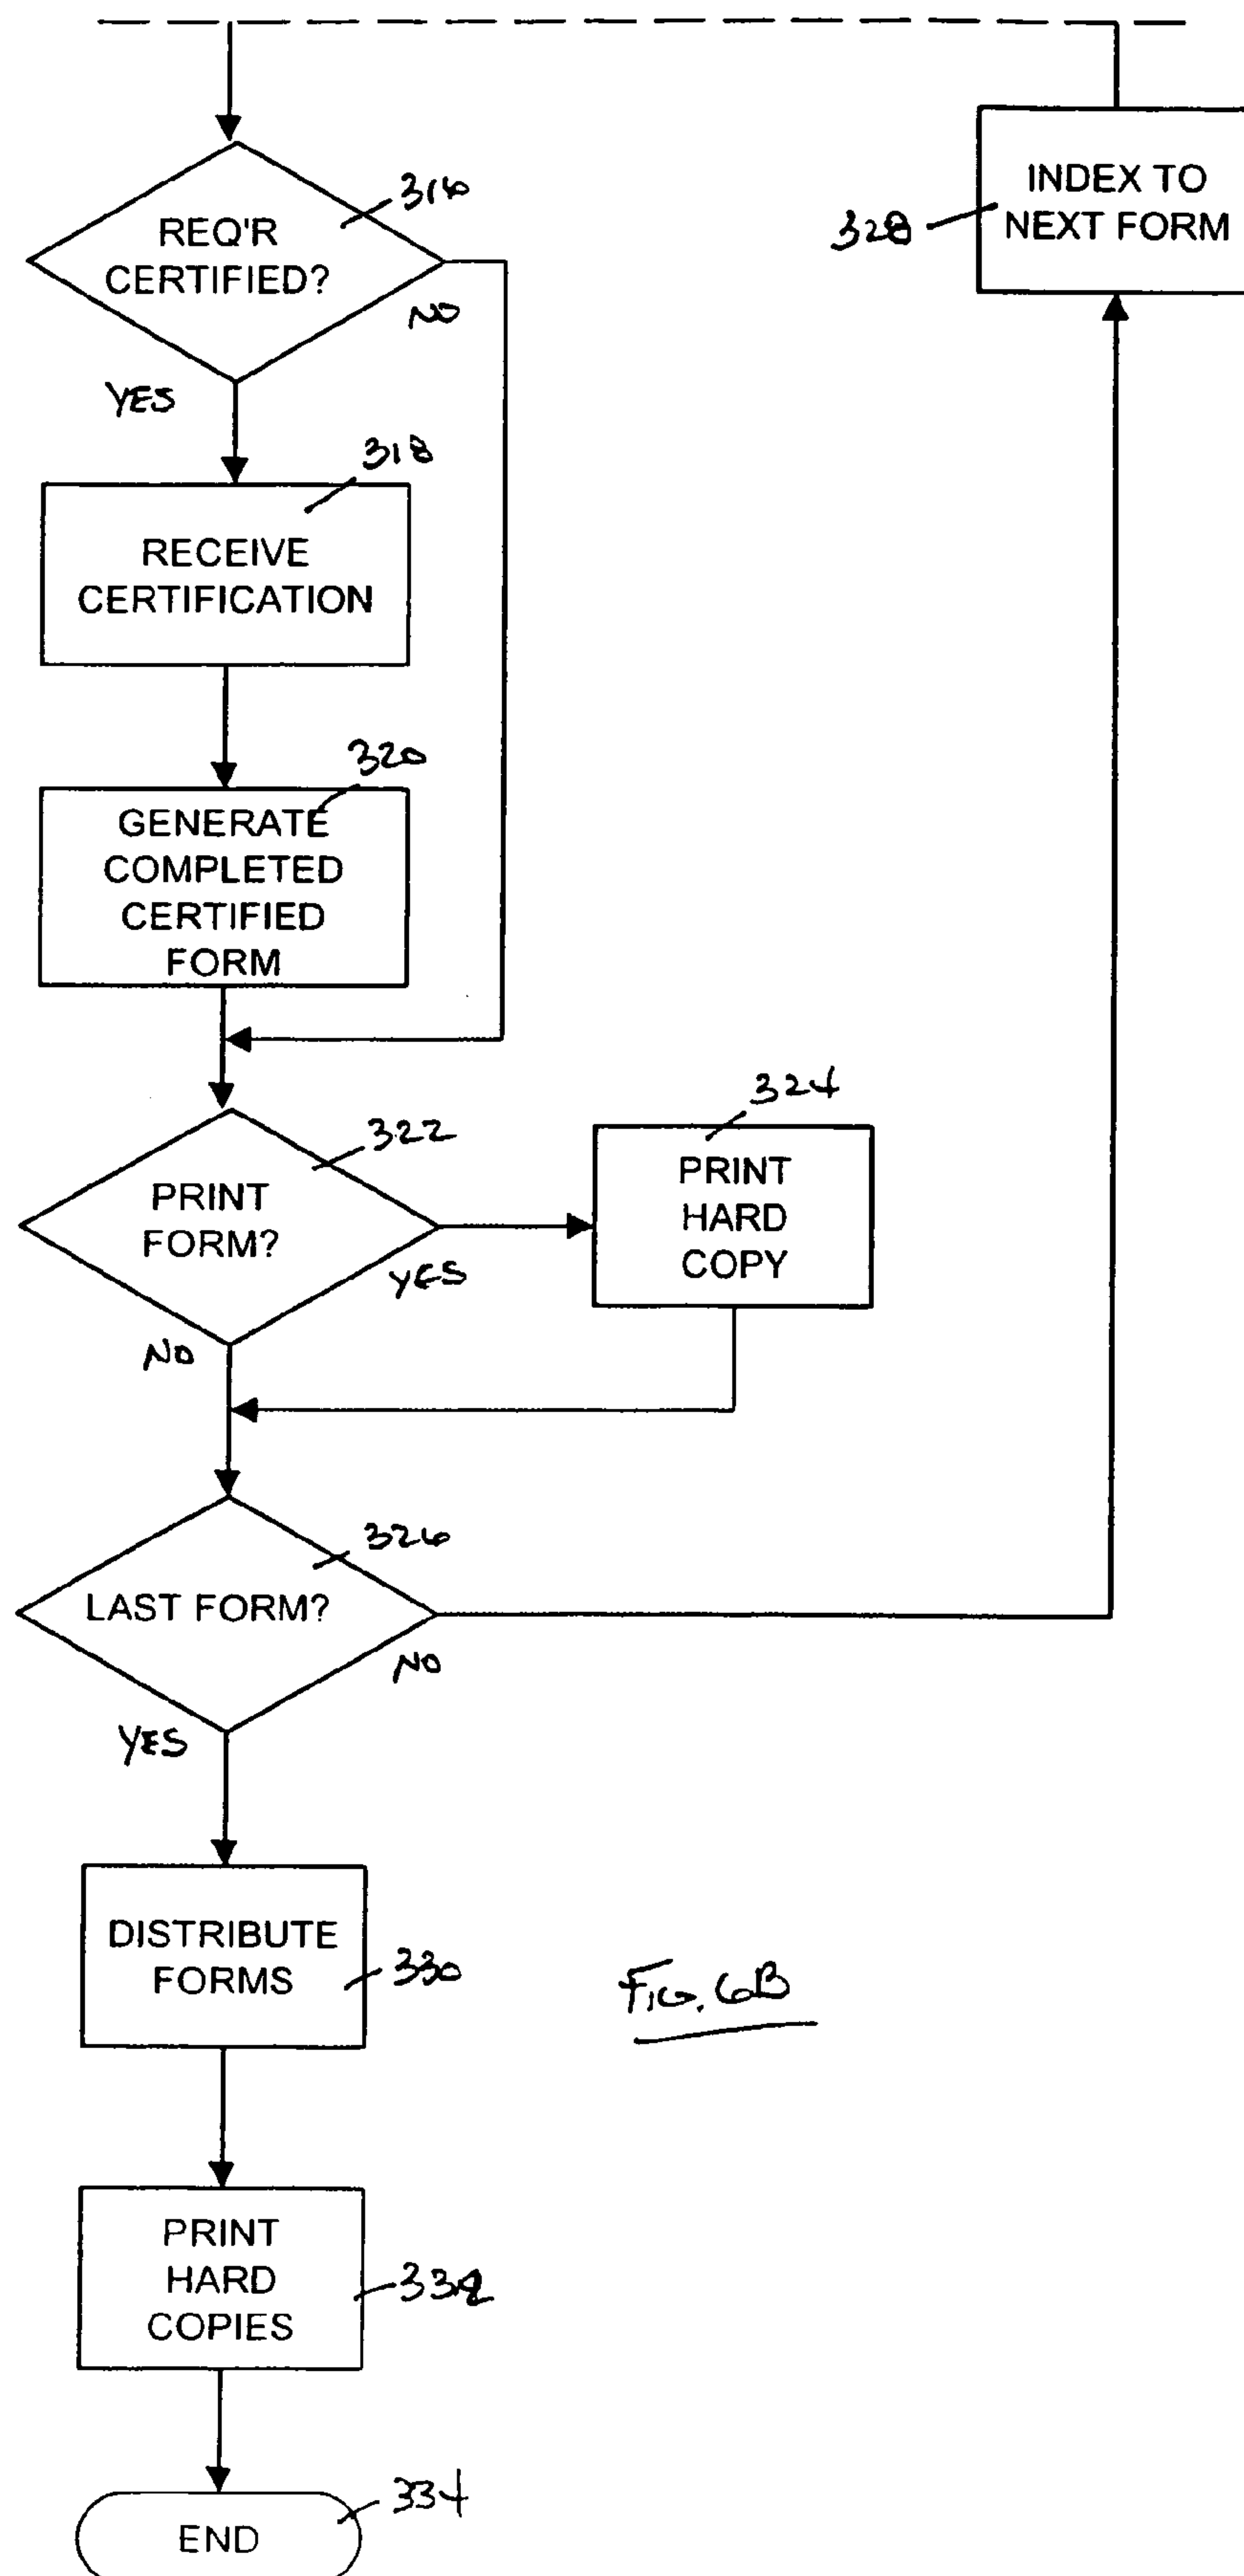 316
REQ'R
CERTIFIED?
NO
YES
INDEX TO
NEXT FORM
328
318
RECEIVE
CERTIFICATION
320
GENERATE
COMPLETED
CERTIFIED
FORM
322
PRINT
FORM?
YES
NO
324
PRINT
HARD
COPY
326
LAST FORM?
NO
YES
DISTRIBUTE
FORMS
330
FIG. 6B
PRINT
HARD
COPIES
END
334